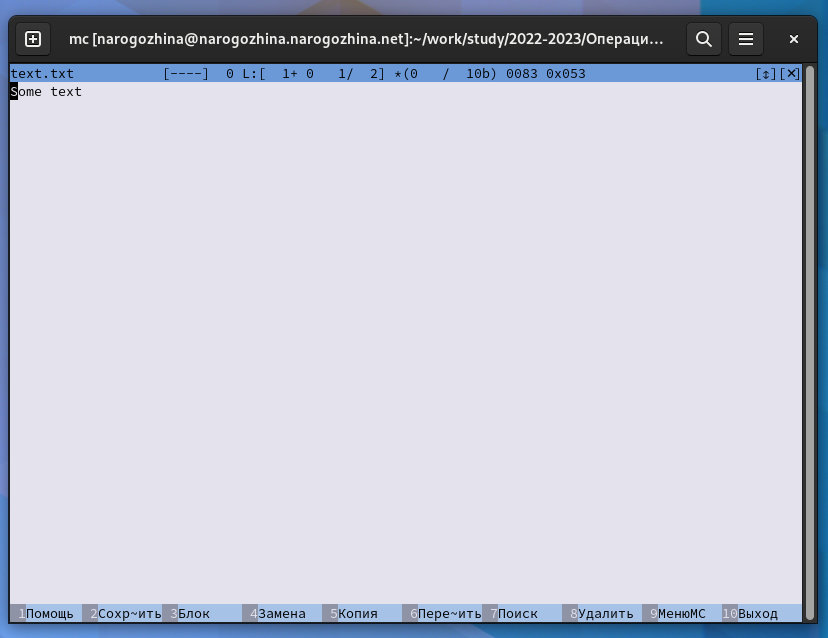 mc [narogozhina@narogozhina.narogozhina.net]:~/work/study/2022-2023/Операци...
text.txt [----] 0 L:[ 1+ 0 1/ 2] *(0 / 10b) 0083 0x053 [↕][×]
Some text
1Помощь 2Сохр~ить 3Блок 4Замена 5Копия 6Пере~ить 7Поиск 8Удалить 9МенюMC 10Выход